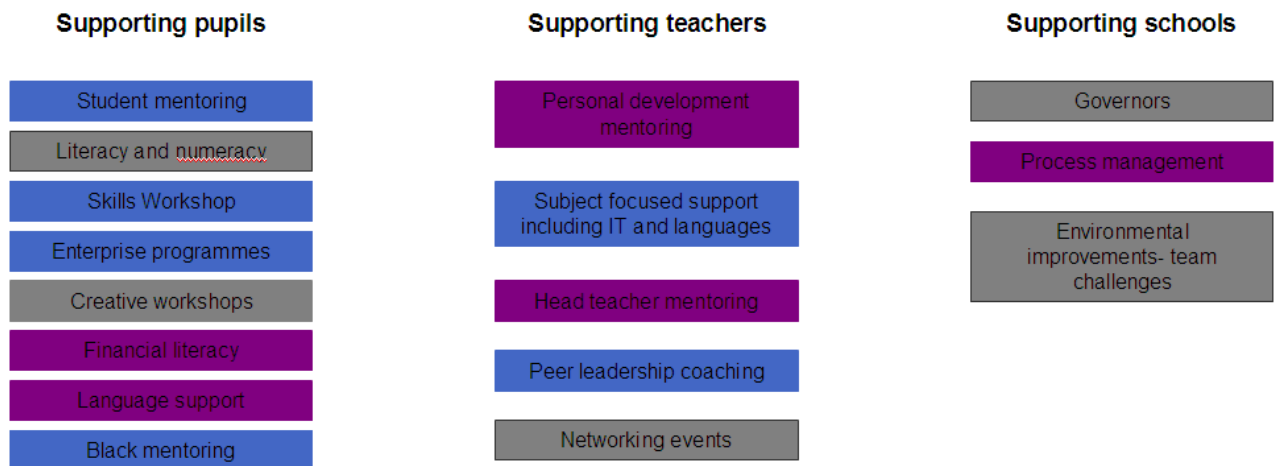 Supporting pupils
Student mentoring
Literacy and numeracy
Skills Workshop
Enterprise programmes
Creative workshops
Financial literacy
Language support
Black mentoring
Supporting teachers
Personal development
mentoring
Subject focused support
including IT and languages
Head teacher mentoring
Peer leadership coaching
Networking events
Supporting schools
Governors
Process management
Environmental
improvements- team
challenges